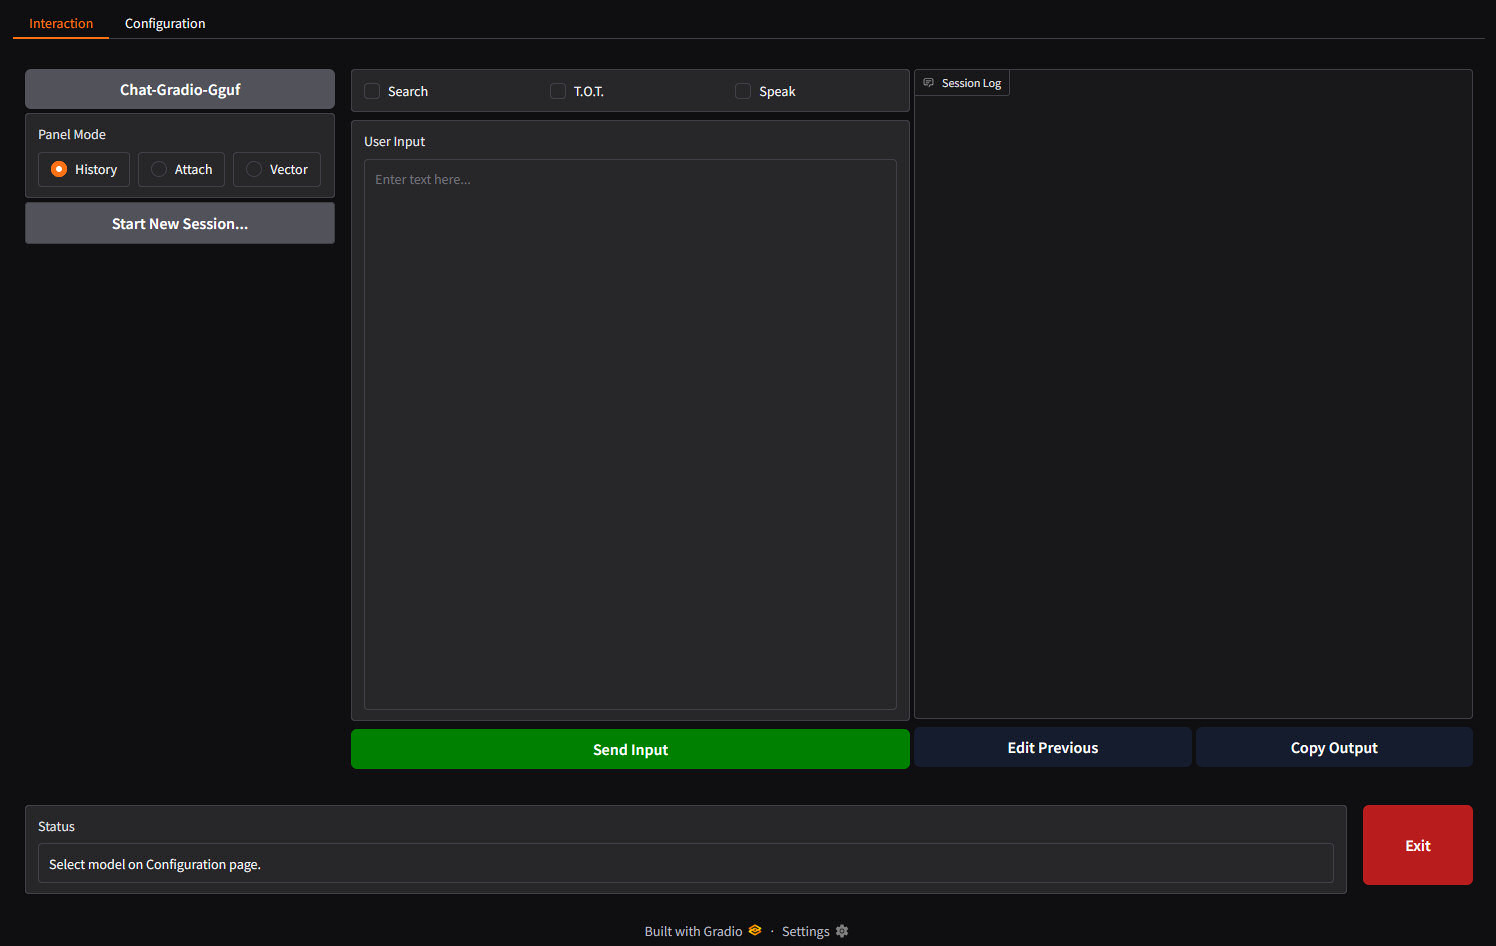 Interaction
Configuration
Chat-Gradio-Gguf
Panel Mode
History
Attach
Vector
Start New Session...
Search
T.O.T.
Speak
User Input
Enter text here...
Send Input
Session Log
Edit Previous
Copy Output
Status
Select model on Configuration page.
Exit
Built with Gradio · Settings